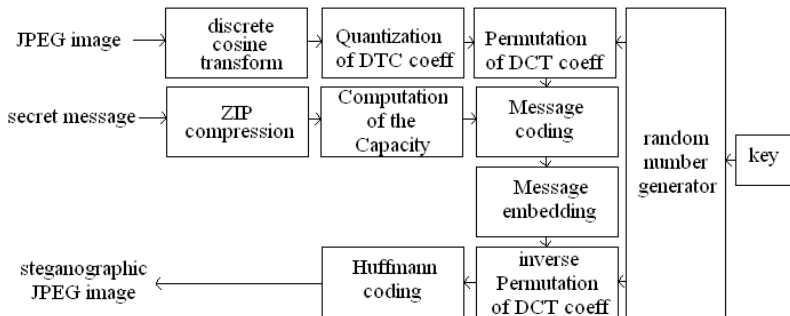 JPEG image
discrete
cosine
transform
Quantization
of DTC coeff
Permutation
of DCT coeff
secret message
ZIP
compression
Computation
of the
Capacity
Message
coding
random
number
generator
key
Message
embedding
steganographic
JPEG image
Huffmann
coding
inverse
Permutation
of DCT coeff